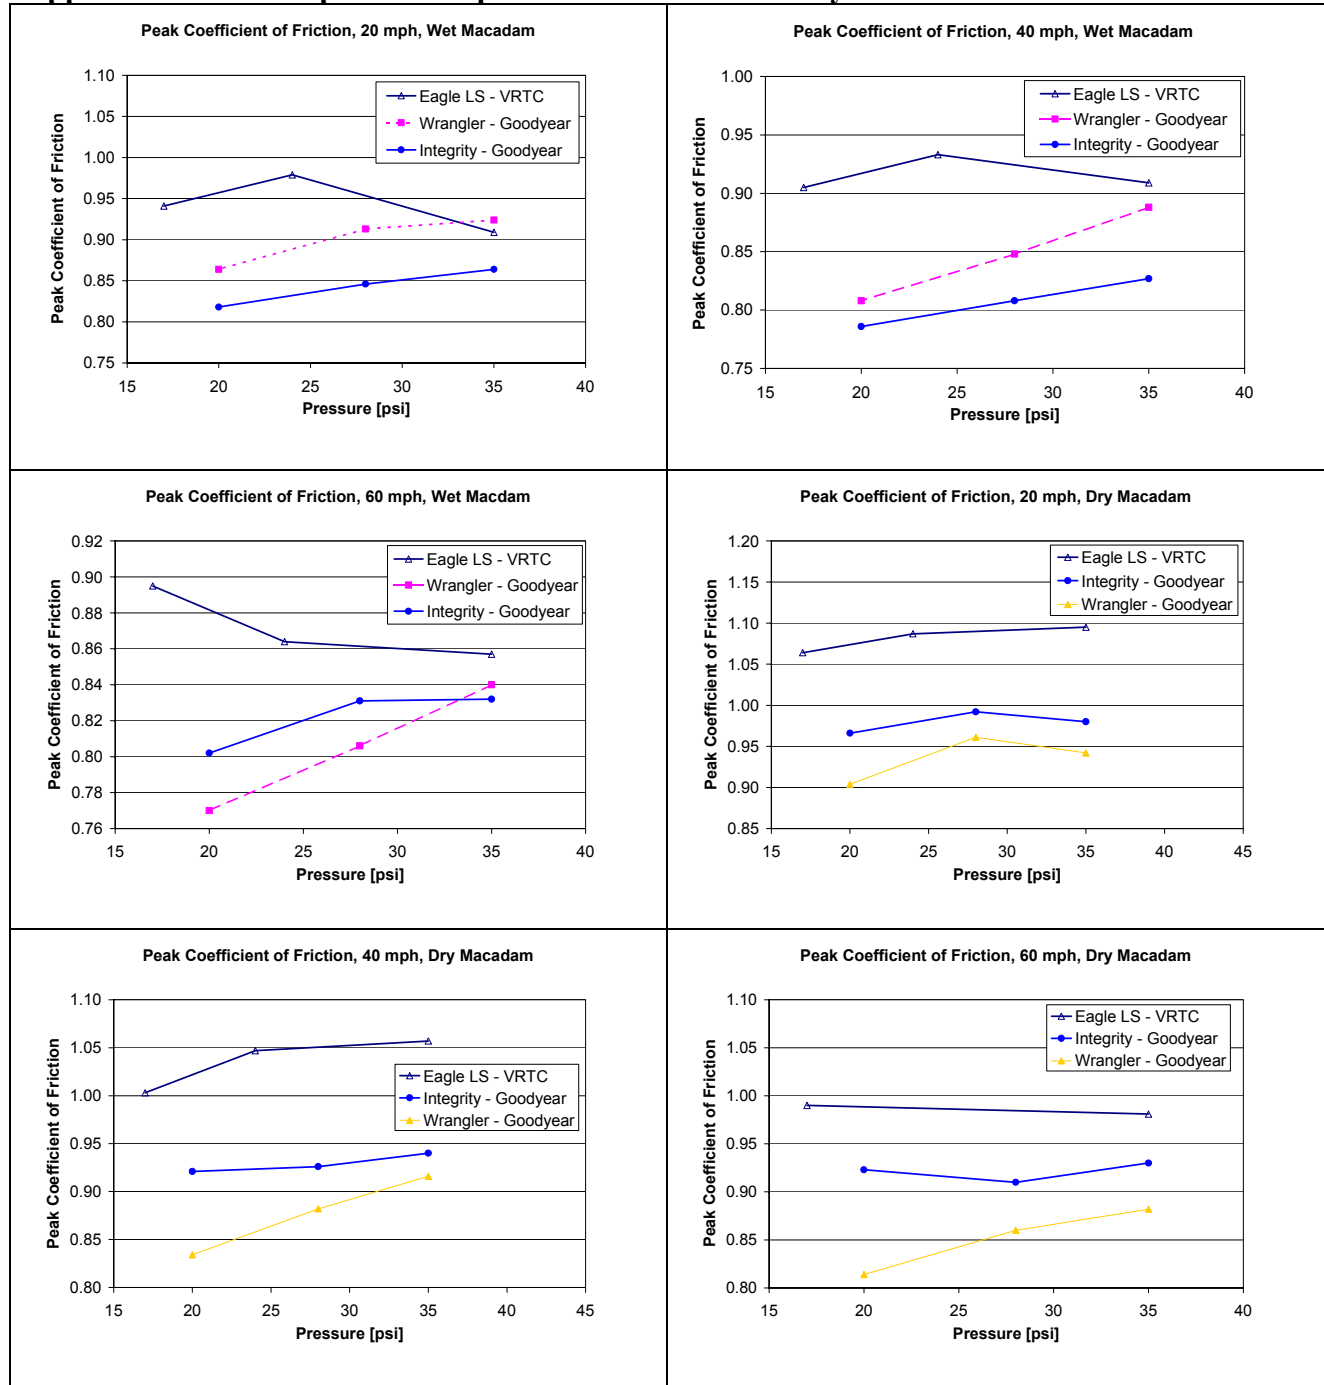 Peak Coefficient of Friction, 20 mph, Wet Macadam
1.10
1.05
1.00
0.95
0.90
0.85
0.80
0.75
15 20 25 30 35 40
Pressure [psi]
Peak Coefficient of Friction
Eagle LS - VRTC
Wrangler - Goodyear
Integrity - Goodyear
Peak Coefficient of Friction, 40 mph, Wet Macadam
1.00
0.95
0.90
0.85
0.80
0.75
15 20 25 30 35 40
Pressure [psi]
Peak Coefficient of Friction
Eagle LS - VRTC
Wrangler - Goodyear
Integrity - Goodyear
Peak Coefficient of Friction, 60 mph, Wet Macdam
0.92
0.90
0.88
0.86
0.84
0.82
0.80
0.78
0.76
15 20 25 30 35 40
Pressure [psi]
Peak Coefficient of Friction
Eagle LS - VRTC
Wrangler - Goodyear
Integrity - Goodyear
Peak Coefficient of Friction, 20 mph, Dry Macadam
1.20
1.15
1.10
1.05
1.00
0.95
0.90
0.85
15 20 25 30 35 40 45
Pressure [psi]
Peak Coefficient of Friction
Eagle LS - VRTC
Integrity - Goodyear
Wrangler - Goodyear
Peak Coefficient of Friction, 40 mph, Dry Macadam
1.10
1.05
1.00
0.95
0.90
0.85
0.80
15 20 25 30 35 40 45
Pressure [psi]
Peak Coefficient of Friction
Eagle LS - VRTC
Integrity - Goodyear
Wrangler - Goodyear
Peak Coefficient of Friction, 60 mph, Dry Macadam
1.10
1.05
1.00
0.95
0.90
0.85
0.80
15 20 25 30 35 40
Pressure [psi]
Peak Coefficient of Friction
Eagle LS - VRTC
Integrity - Goodyear
Wrangler - Goodyear